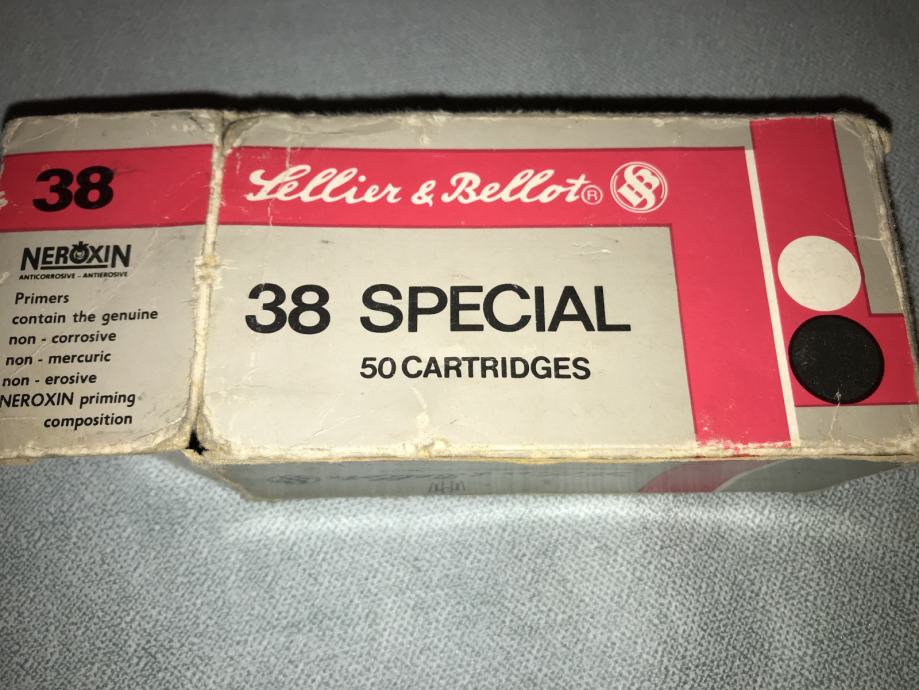 38
NEROXIN
ANTICORROSIVE - ANTIEROSIVE
Primers
contain the genuine
non - corrosive
non - mercuric
non - erosive
NEROXIN priming
composition
Sellier & Bellot®
38 SPECIAL
50 CARTRIDGES